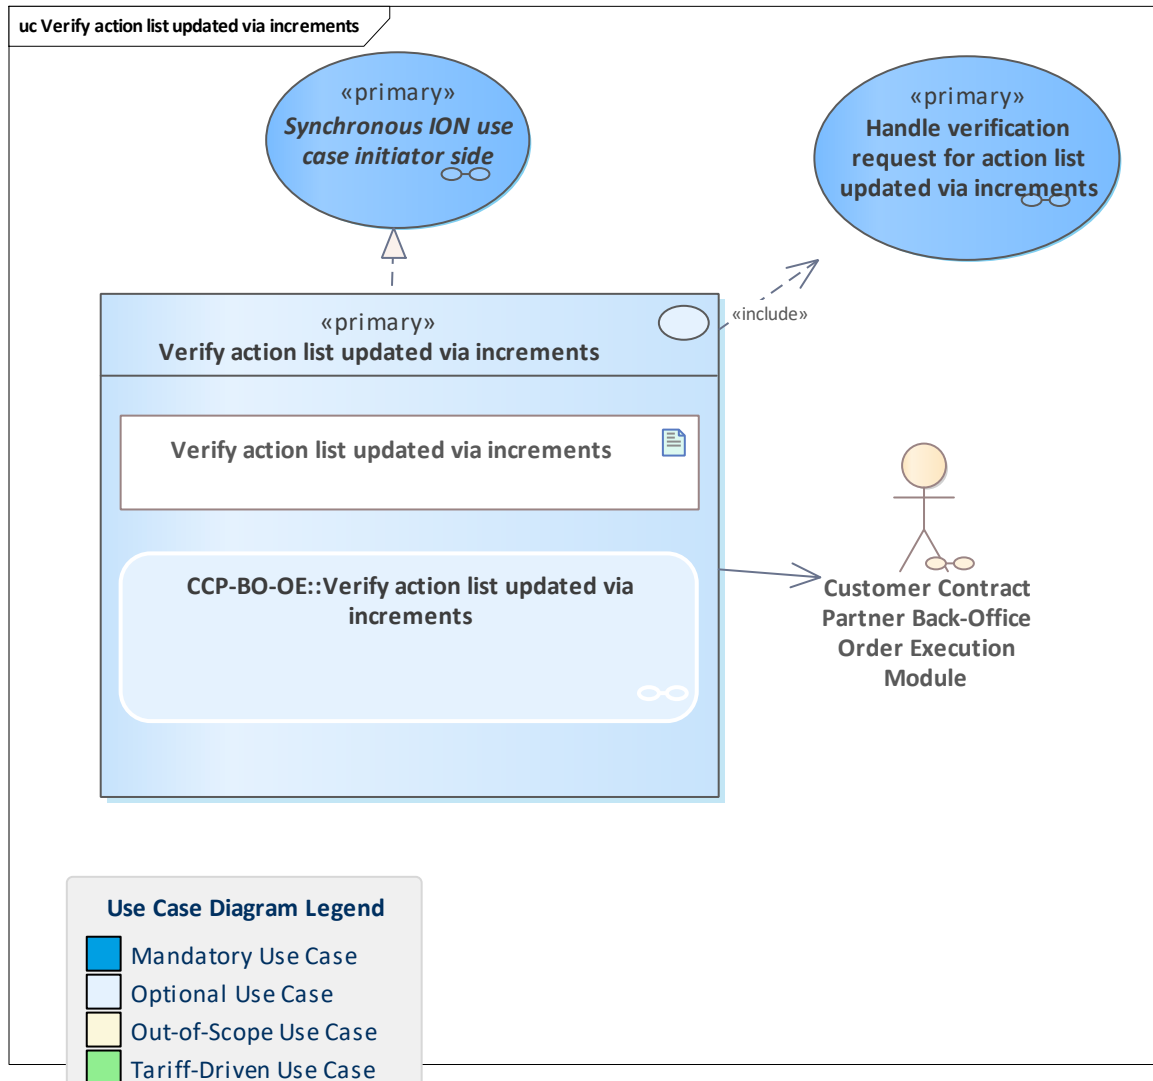 uc Verify action list updated via increments
«primary»
Synchronous ION use
case initiator side
«primary»
Handle verification
request for action list
updated via increments
«primary»
Verify action list updated via increments
«include»
Verify action list updated via increments
CCP-BO-OE::Verify action list updated via
increments
Customer Contract
Partner Back-Office
Order Execution
Module
Use Case Diagram Legend
Mandatory Use Case
Optional Use Case
Out-of-Scope Use Case
Tariff-Driven Use Case